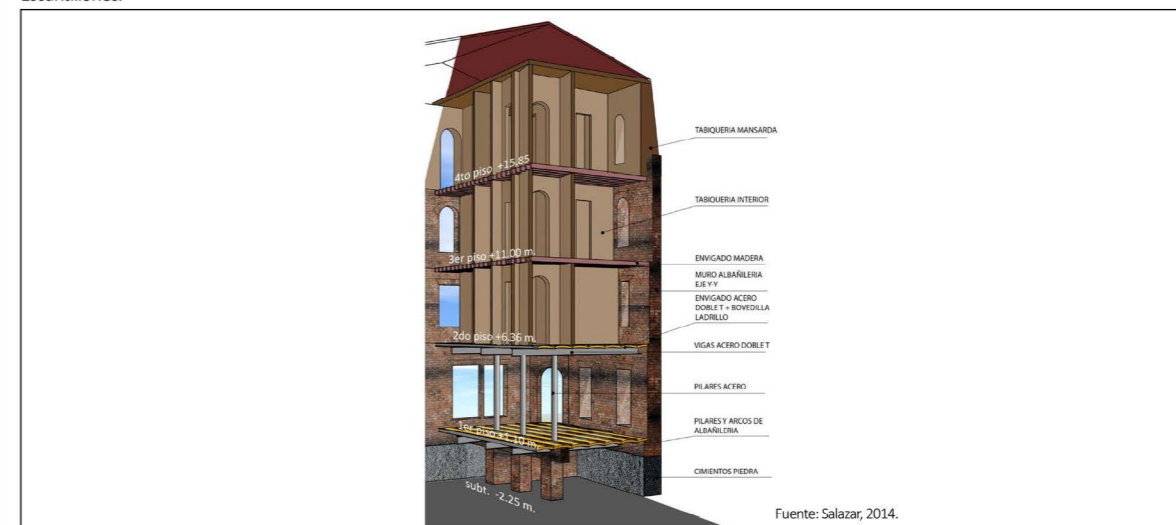 4to piso +15,85
3er piso +11,00 m.
2do piso +6,36 m.
1er piso +1,10 m.
subt. -2.25 m.
TABIQUERIA MANSARDA
TABIQUERIA INTERIOR
ENVIGADO MADERA
MURO ALBAÑILERIA
EJE Y-Y
ENVIGADO ACERO
DOBLE T + BOVEDILLA
LADRILLO
VIGAS ACERO DOBLE T
PILARES ACERO
PILARES Y ARCOS DE
ALBAÑILERIA
CIMIENTOS PIEDRA
Fuente: Salazar, 2014.